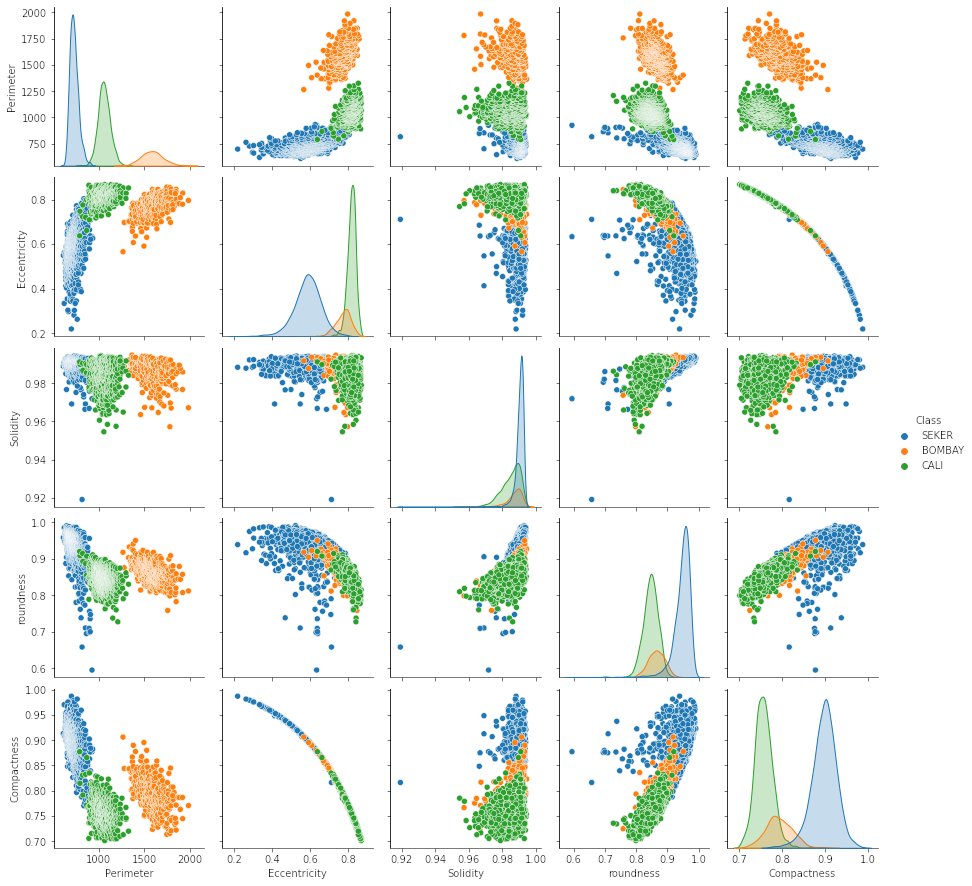 2000
1750
1500
1250
1000
750
Perimeter
0.8
0.6
0.4
0.2
Eccentricity
0.98
0.96
0.94
0.92
Solidity
1.0
0.9
0.8
0.7
0.6
roundness
1.00
0.95
0.90
0.85
0.80
0.75
0.70
Compactness
1000 1500 2000
Perimeter
0.2 0.4 0.6 0.8
Eccentricity
0.92 0.94 0.96 0.98 1.00
Solidity
0.6 0.7 0.8 0.9 1.0
roundness
0.7 0.8 0.9 1.0
Compactness
Class
SEKER
BOMBAY
CALI